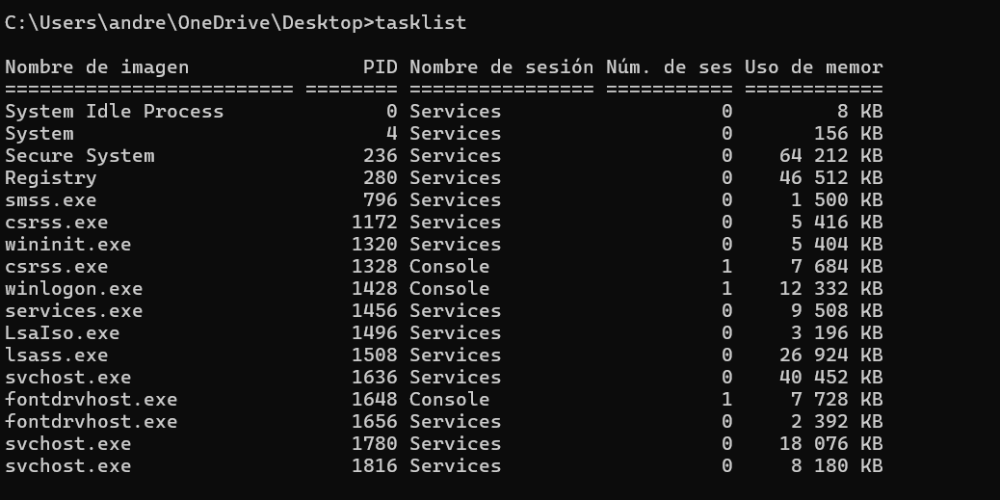 C:\Users\andre\OneDrive\Desktop>tasklist
Nombre de imagen                    PID Nombre de sesión Núm. de ses Uso de memor
========================= ======== ================ =========== ============
System Idle Process              0 Services                   0         8 KB
System                           4 Services                   0       156 KB
Secure System                  236 Services                   0    64 212 KB
Registry                       280 Services                   0    46 512 KB
smss.exe                       796 Services                   0     1 500 KB
csrss.exe                     1172 Services                   0     5 416 KB
wininit.exe                   1320 Services                   0     5 404 KB
csrss.exe                     1328 Console                    1     7 684 KB
winlogon.exe                  1428 Console                    1    12 332 KB
services.exe                  1456 Services                   0     9 508 KB
LsaIso.exe                    1496 Services                   0     3 196 KB
lsass.exe                     1508 Services                   0    26 924 KB
svchost.exe                   1636 Services                   0    40 452 KB
fontdrvhost.exe               1648 Console                    1     7 728 KB
fontdrvhost.exe               1656 Services                   0     2 392 KB
svchost.exe                   1780 Services                   0    18 076 KB
svchost.exe                   1816 Services                   0     8 180 KB